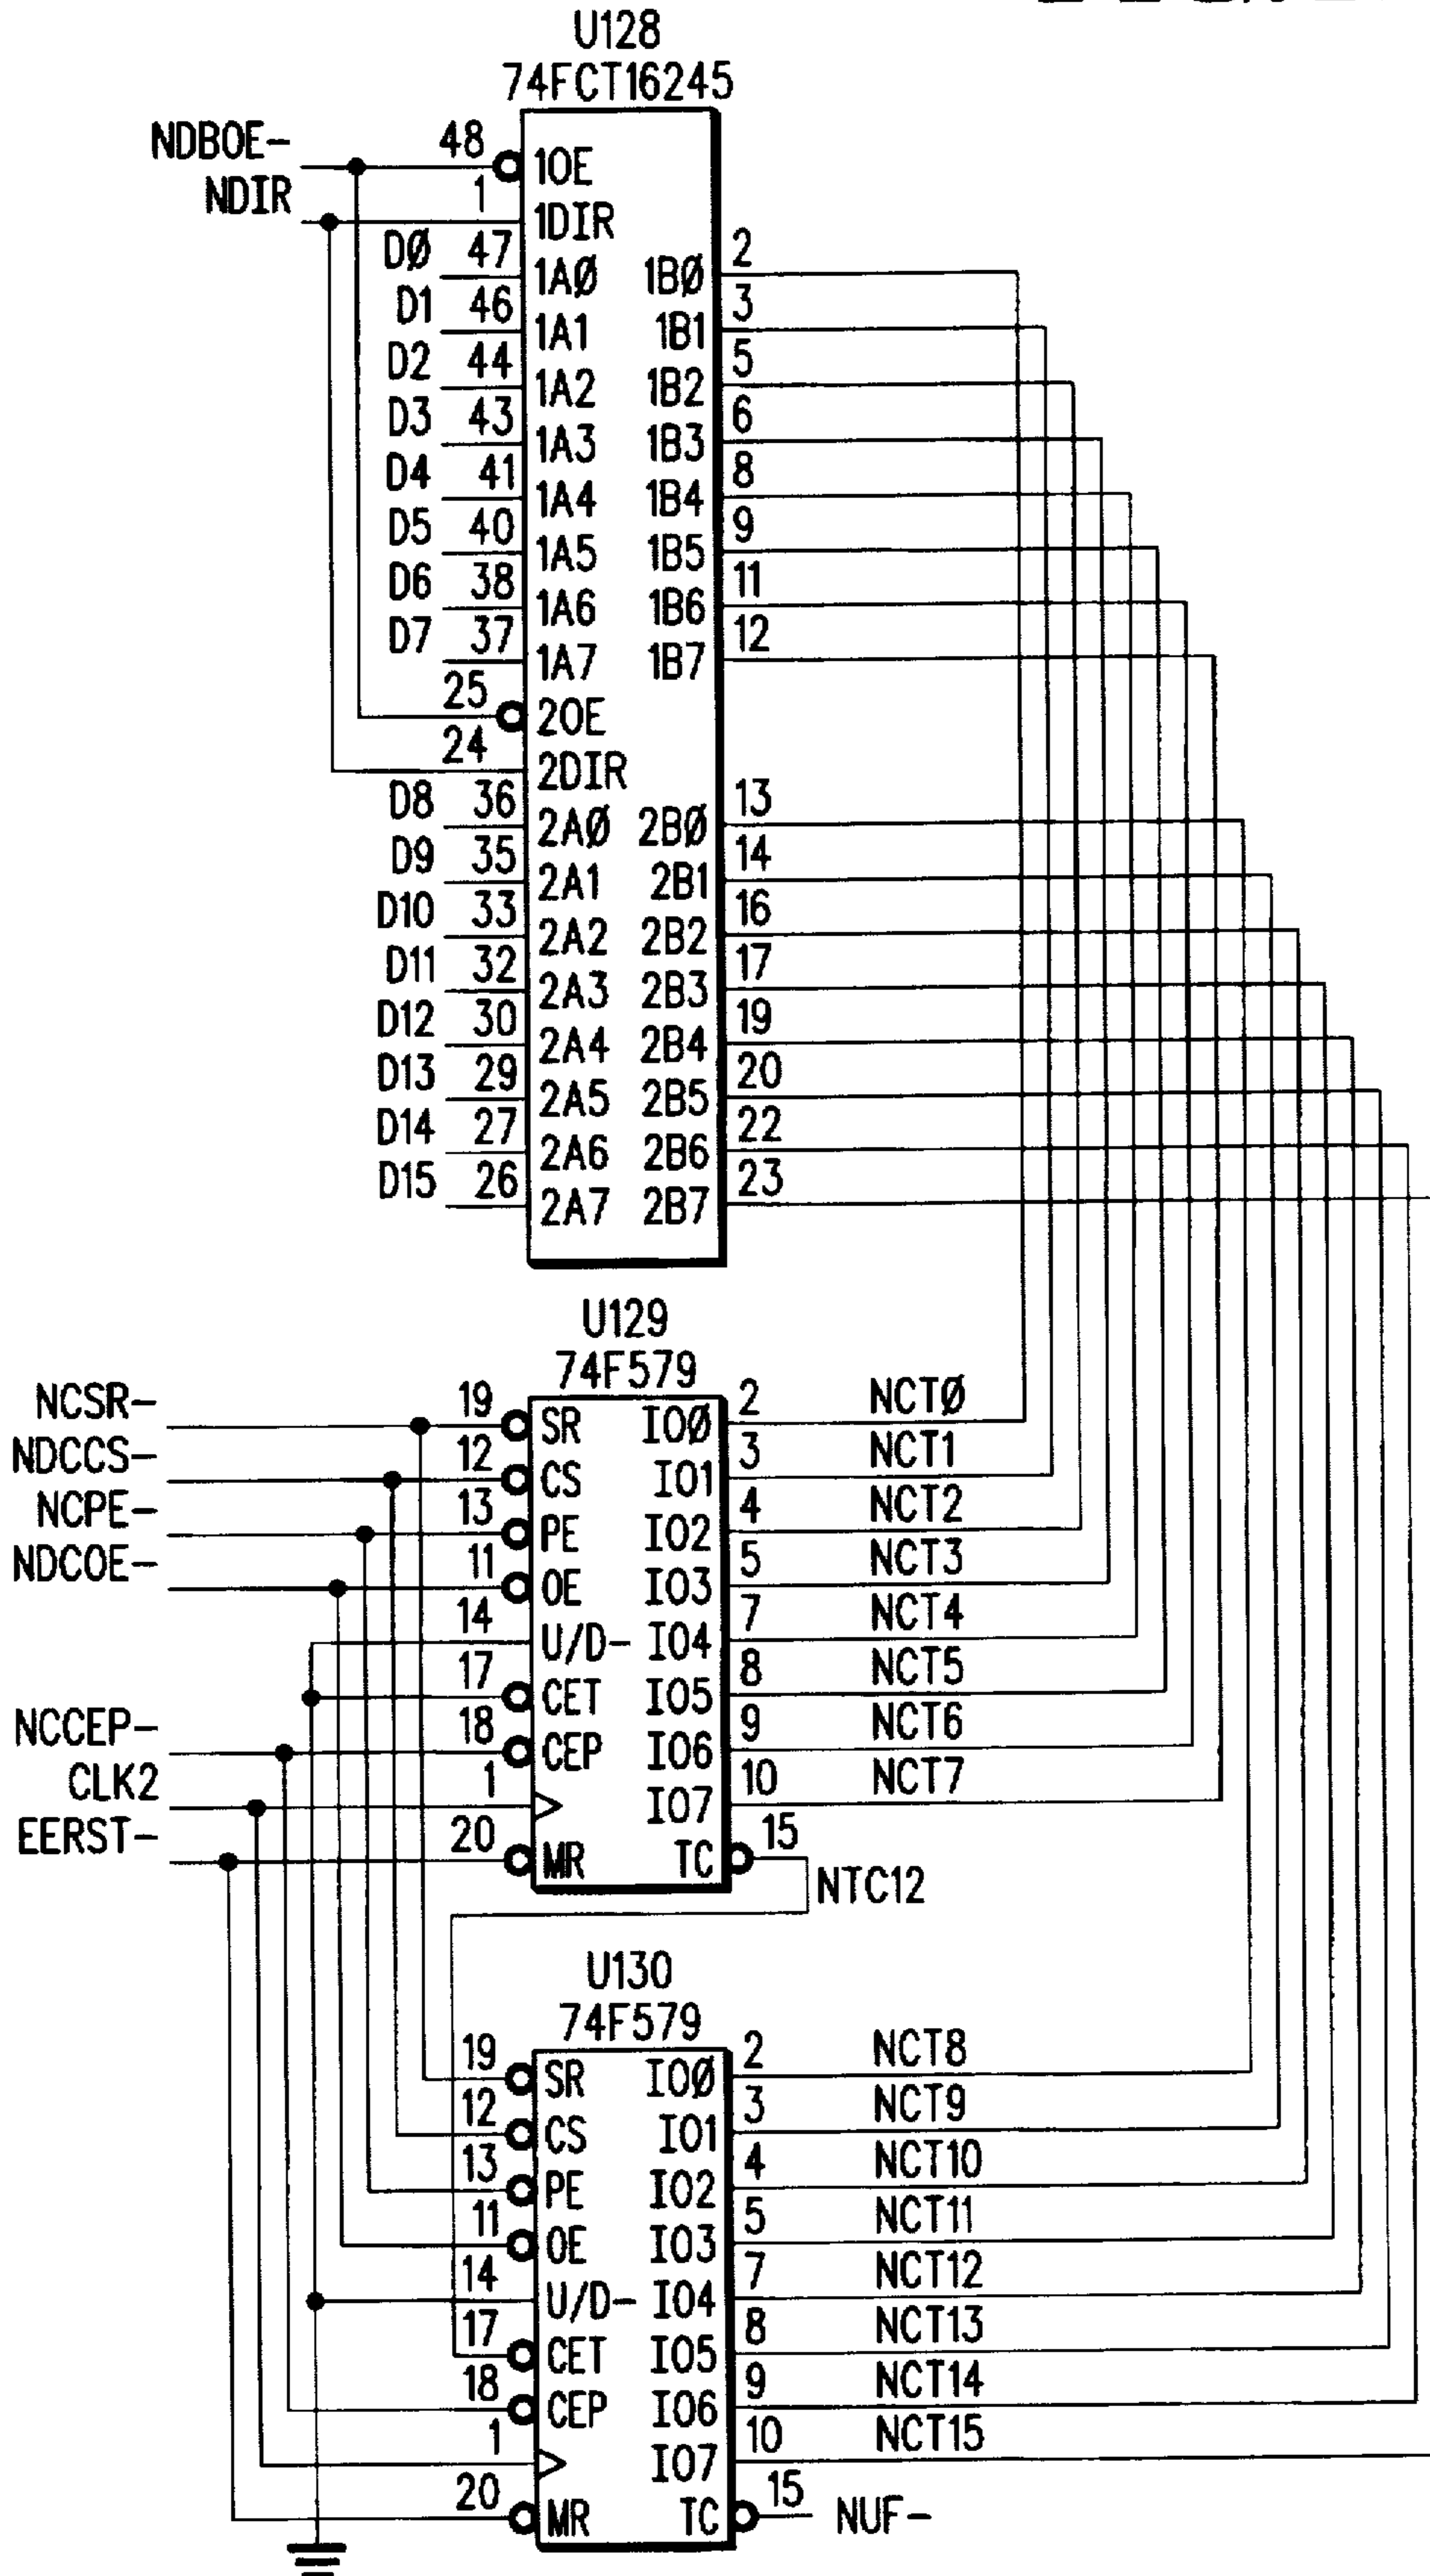 U128
74FCT16245
NDBOE- 48 1OE
NDIR 1 1DIR
DØ 47 1AØ 1BØ 2
D1 46 1A1 1B1 3
D2 44 1A2 1B2 5
D3 43 1A3 1B3 6
D4 41 1A4 1B4 8
D5 40 1A5 1B5 9
D6 38 1A6 1B6 11
D7 37 1A7 1B7 12
25 2OE
24 2DIR
D8 36 2AØ 2BØ 13
D9 35 2A1 2B1 14
D10 33 2A2 2B2 16
D11 32 2A3 2B3 17
D12 30 2A4 2B4 19
D13 29 2A5 2B5 20
D14 27 2A6 2B6 22
D15 26 2A7 2B7 23
U129
74F579
NCSR- 19 SR IOØ 2 NCTØ
NDCCS- 12 CS IO1 3 NCT1
NCPE- 13 PE IO2 4 NCT2
NDCOE- 11 OE IO3 5 NCT3
14 U/D- IO4 7 NCT4
17 CET IO5 8 NCT5
NCCEP- 18 CEP IO6 9 NCT6
CLK2 1 IO7 10 NCT7
EERST- 20 MR TC 15
NTC12
U130
74F579
19 SR IOØ 2 NCT8
12 CS IO1 3 NCT9
13 PE IO2 4 NCT10
11 OE IO3 5 NCT11
14 U/D- IO4 7 NCT12
17 CET IO5 8 NCT13
18 CEP IO6 9 NCT14
1 IO7 10 NCT15
20 MR TC 15 NUF-